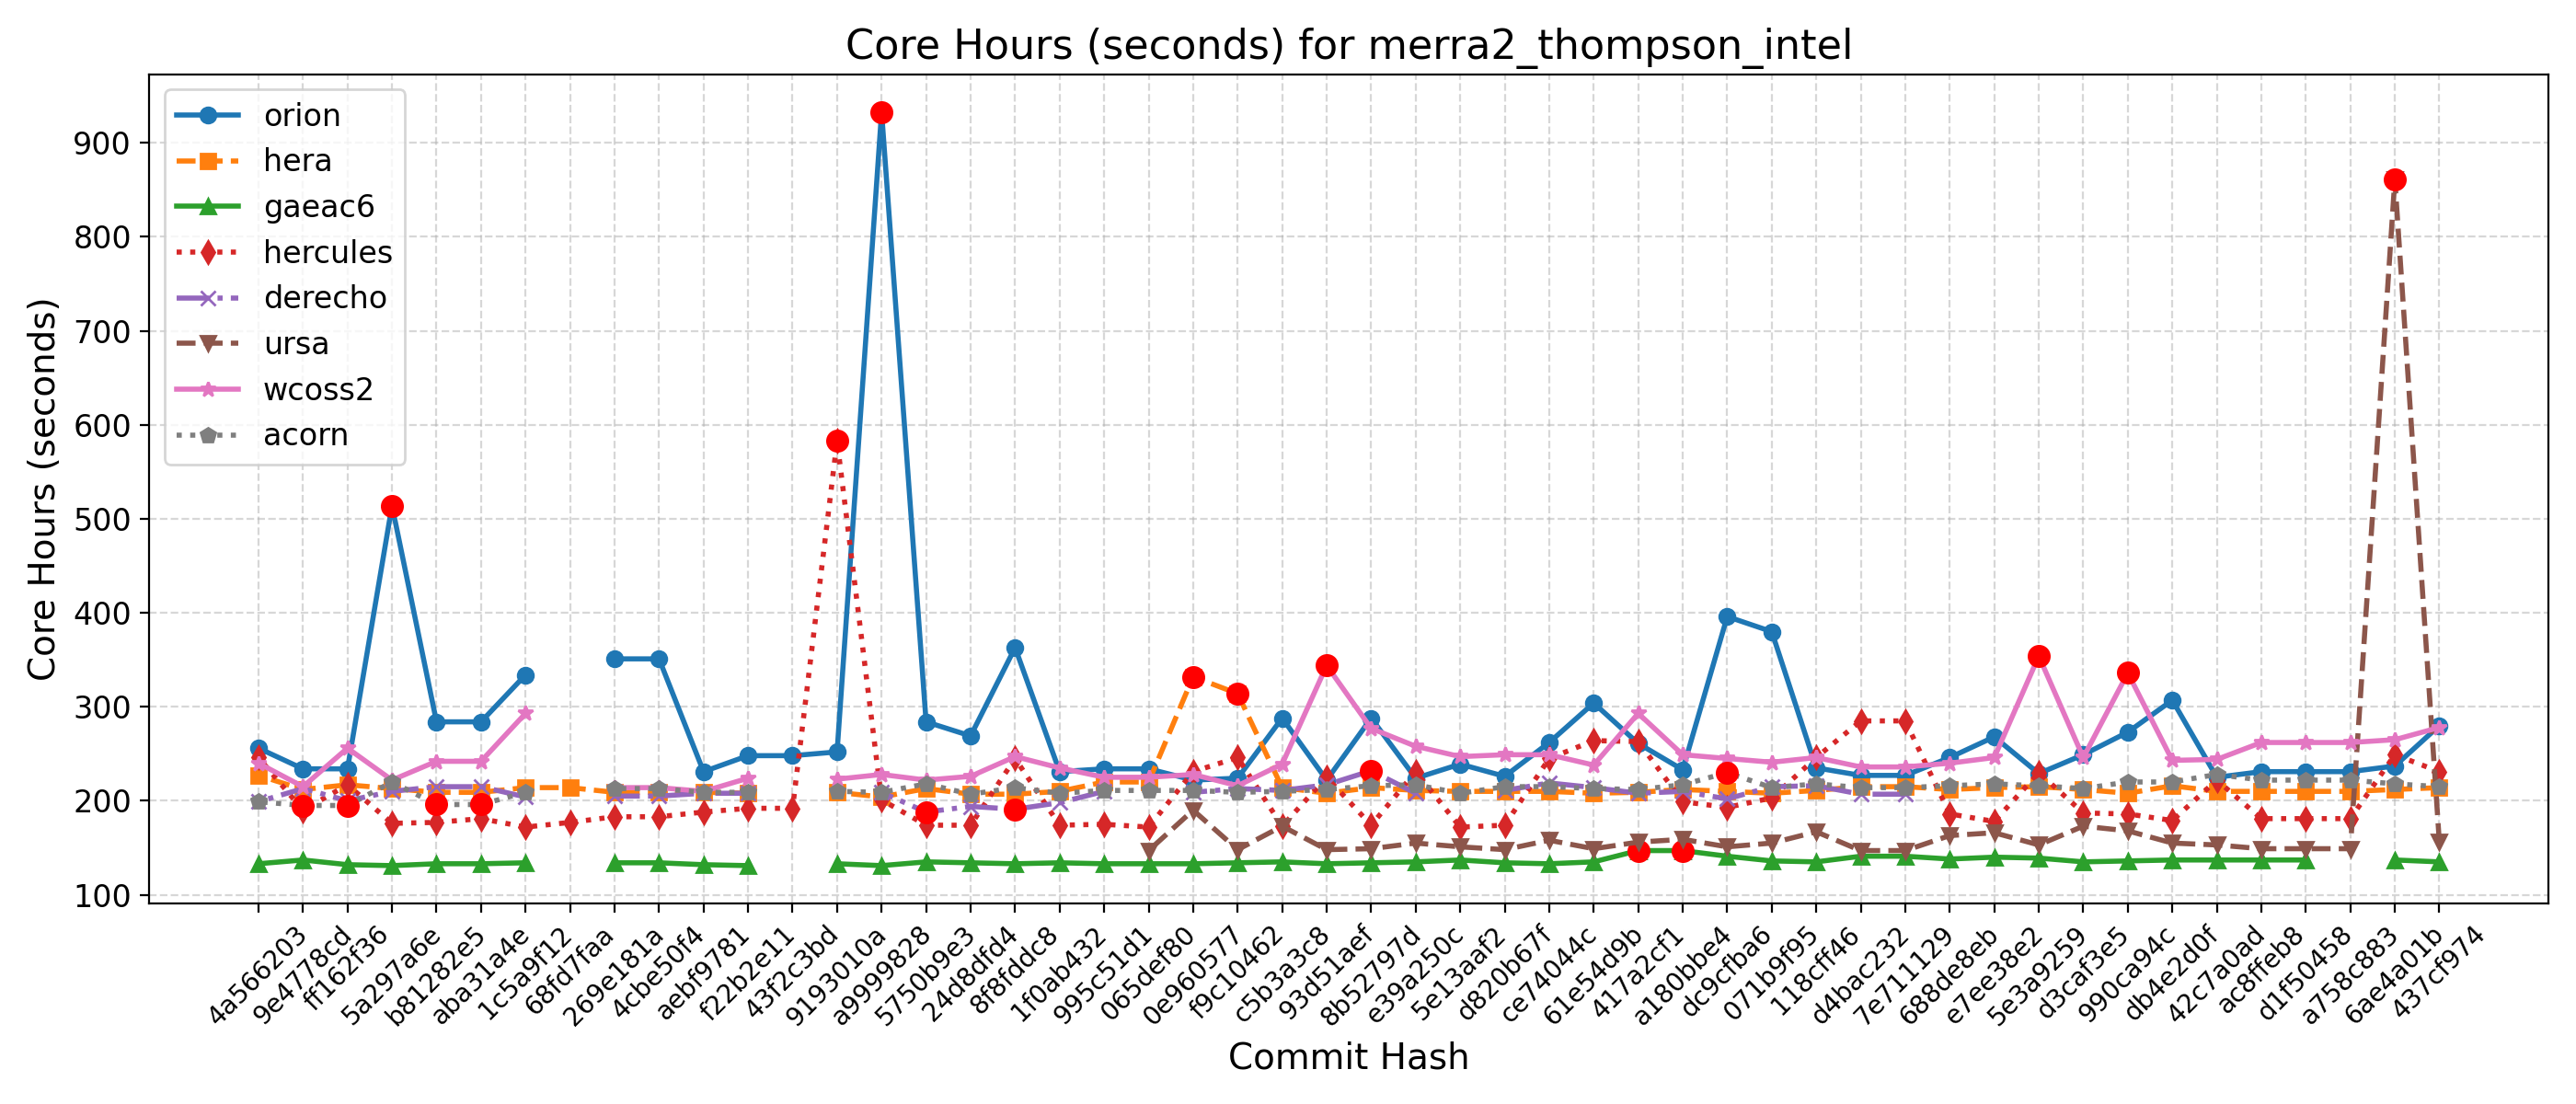 Core Hours (seconds) for merra2_thompson_intel
orion
hera
gaeac6
hercules
derecho
ursa
wcoss2
acorn
Core Hours (seconds)
900
800
700
600
500
400
300
200
100
4a566203
9e4778cd
ff162f36
5a297a6e
b81282e5
aba31a4e
1c5a9f12
68fd7faa
269e181a
4cbe50f4
aebf9781
f22b2e11
43f2c3bd
9193010a
a9999828
5750b9e3
24d8dfd4
8f8fddc8
1f0ab432
995c51d1
065def80
0e960577
f9c10462
c5b3a3c8
93d51aef
8b52797d
e39a250c
5e13aaf2
d820b67f
ce74044c
61e54d9b
417a2cf1
a180bbe4
dc9cfba6
071b9f95
118cff46
d4bac232
7e711129
688de8eb
e7ee38e2
5e3a9259
d3caf3e5
990ca94c
db4e2d0f
42c7a0ad
ac8ffeb8
d1f50458
a758c883
6ae4a01b
437cf974
Commit Hash